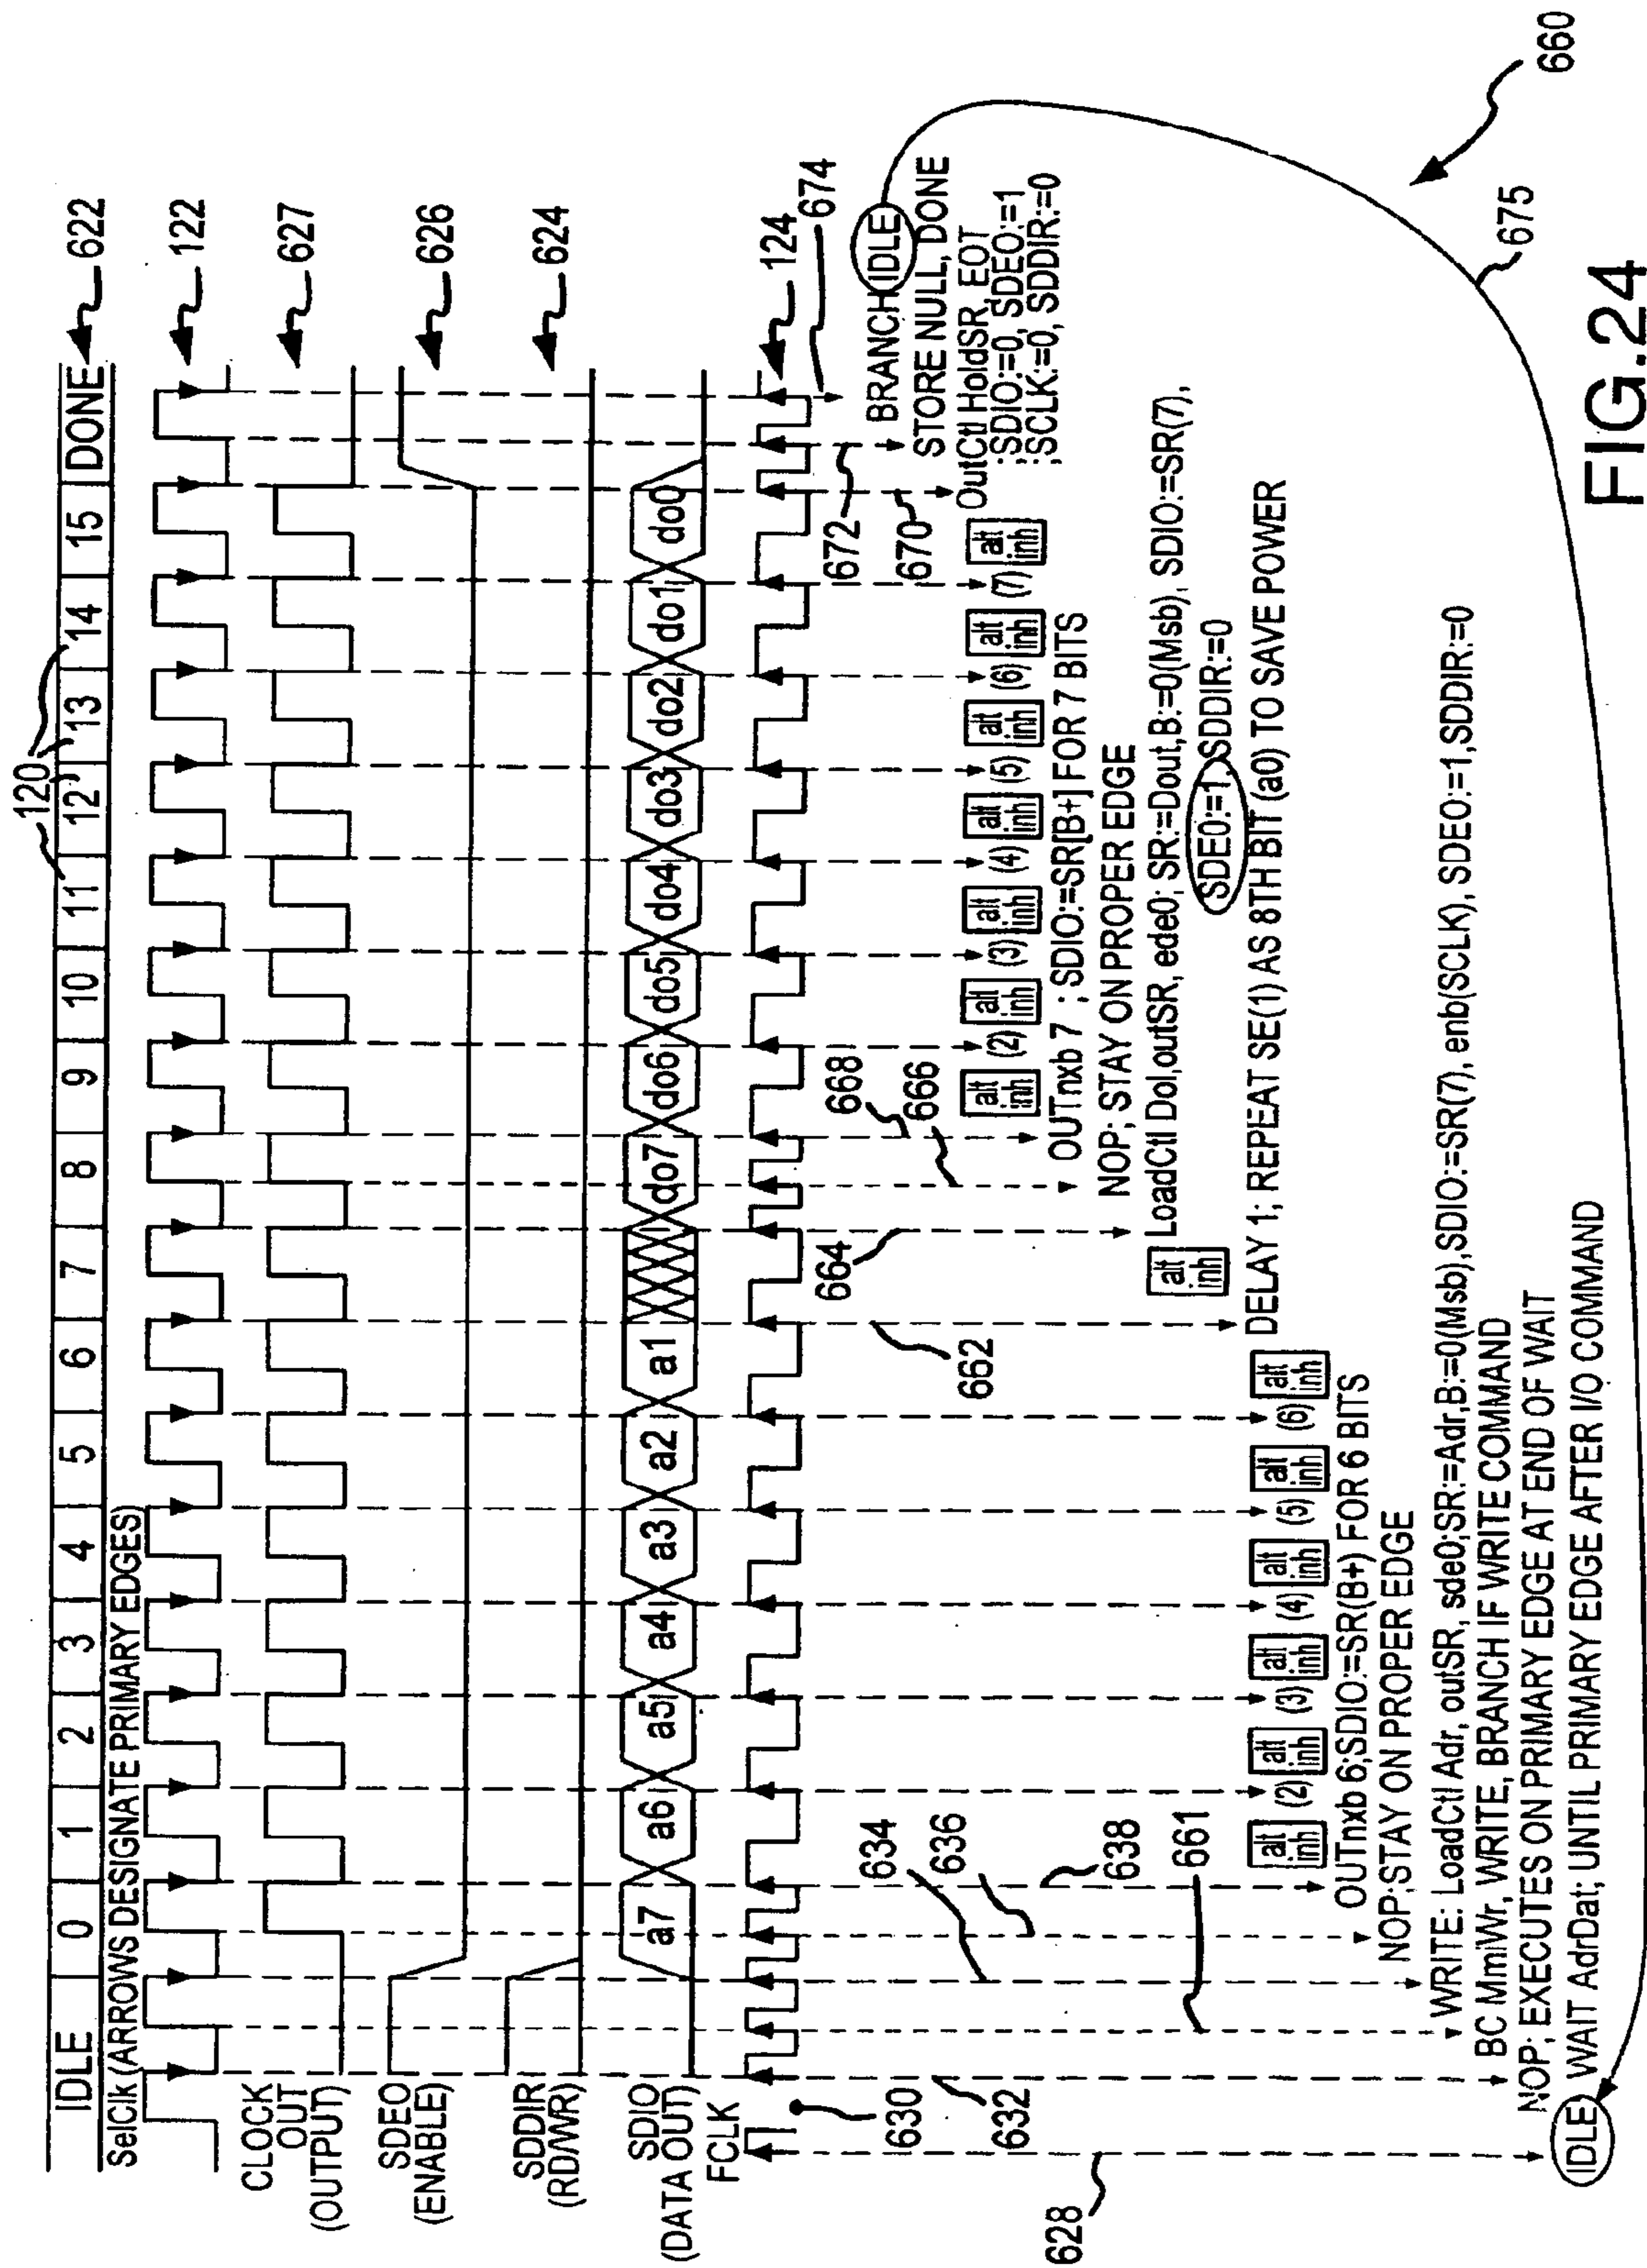 IDLE 0 1 2 3 4 5 6 7 8 9 10 11 12 13 14 15 DONE 622
120
SelClk (ARROWS DESIGNATE PRIMARY EDGES) 122
CLOCK OUT (OUTPUT) 627
SDEO (ENABLE) 626
SDDIR (RD/WR) 624
SDIO (DATA OUT) a7 a6 a5 a4 a3 a2 a1 do7 do6 do5 do4 do3 do2 do1 do0
FCLK 124
674
630
632
628
634
636
638
661
662
664
668
666
672
670
BRANCH IDLE
STORE NULL, DONE
OutCtl HoldSR, EOT
;SDIO:=0, SDEO:=1
;SCLK:=0, SDDIR:=0
alt inh (2) alt inh (3) alt inh (4) alt inh (5) alt inh (6) alt inh (7) alt inh
OUTnxb 7 ; SDIO:=SR[B+] FOR 7 BITS
NOP; STAY ON PROPER EDGE
LoadCtl Dol,outSR, ede0; SR:=Dout,B:=0(Msb), SDIO:=SR(7),
SDE0:=1, SDDIR:=0
alt inh
DELAY 1; REPEAT SE(1) AS 8TH BIT (a0) TO SAVE POWER
alt inh (2) alt inh (3) alt inh (4) alt inh (5) alt inh (6) alt inh
OUTnxb 6;SDIO:=SR(B+) FOR 6 BITS
NOP;STAY ON PROPER EDGE
WRITE: LoadCtl Adr, outSR, sde0;SR:=Adr,B:=0(Msb),SDIO:=SR(7), enb(SCLK), SDEO:=1,SDDIR:=0
BC MmiWr, WRITE, BRANCH IF WRITE COMMAND
NOP; EXECUTES ON PRIMARY EDGE AT END OF WAIT
IDLE WAIT AdrDat; UNTIL PRIMARY EDGE AFTER I/O COMMAND
675
660
FIG.24